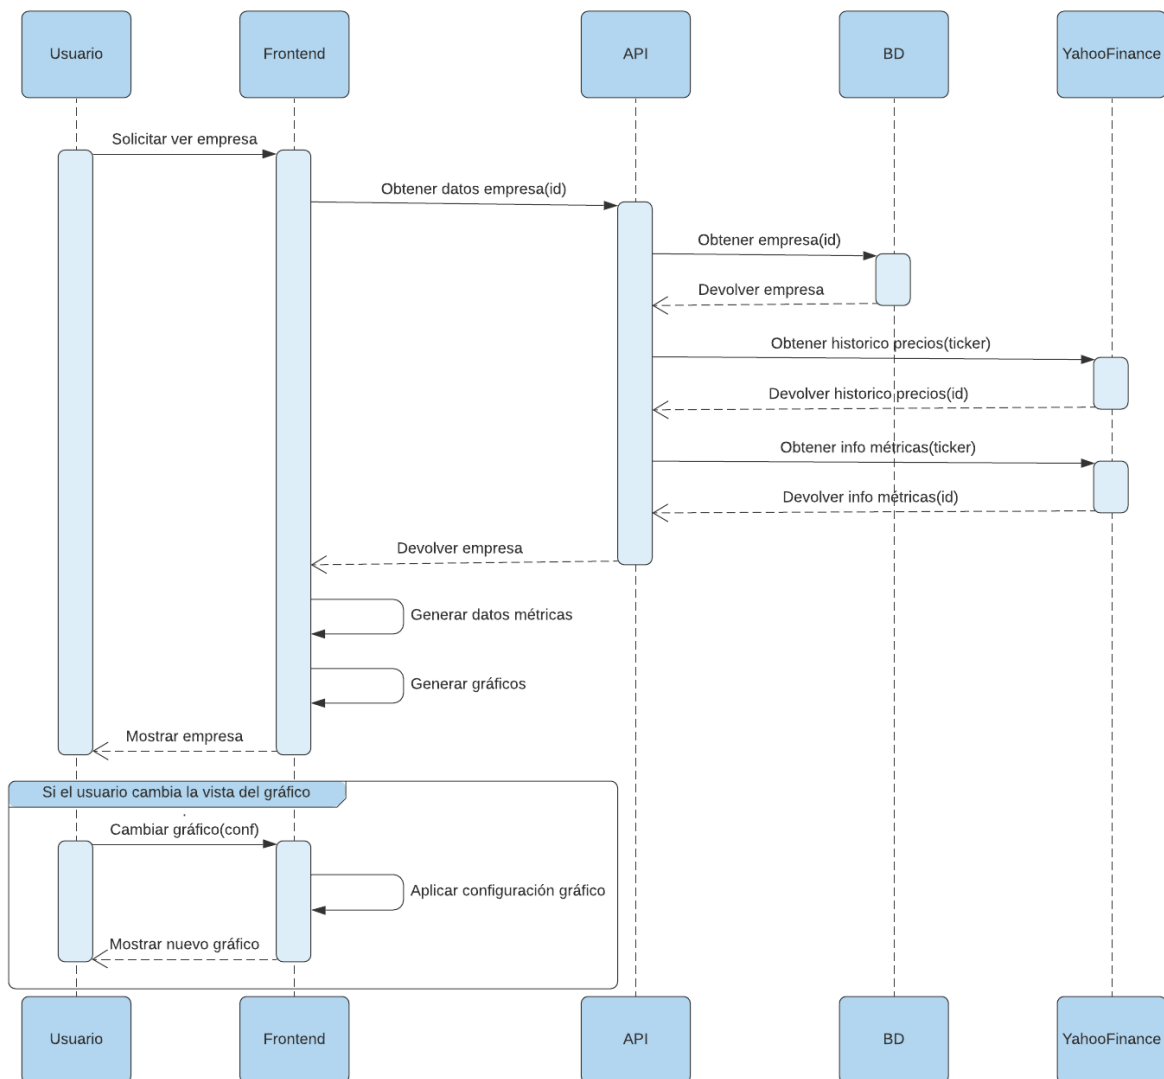 Usuario
Frontend
API
BD
YahooFinance
Solicitar ver empresa
Obtener datos empresa(id)
Obtener empresa(id)
Devolver empresa
Obtener historico precios(ticker)
Devolver historico precios(id)
Obtener info métricas(ticker)
Devolver info métricas(id)
Devolver empresa
Generar datos métricas
Generar gráficos
Mostrar empresa
Si el usuario cambia la vista del gráfico
Cambiar gráfico(conf)
Aplicar configuración gráfico
Mostrar nuevo gráfico
Usuario
Frontend
API
BD
YahooFinance